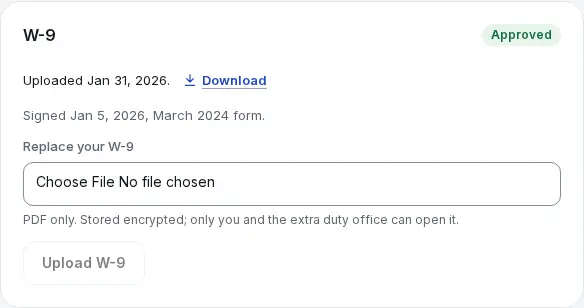 W-9
Approved
Uploaded Jan 31, 2026. Download
Signed Jan 5, 2026, March 2024 form.
Replace your W-9
Choose File No file chosen
PDF only. Stored encrypted; only you and the extra duty office can open it.
Upload W-9